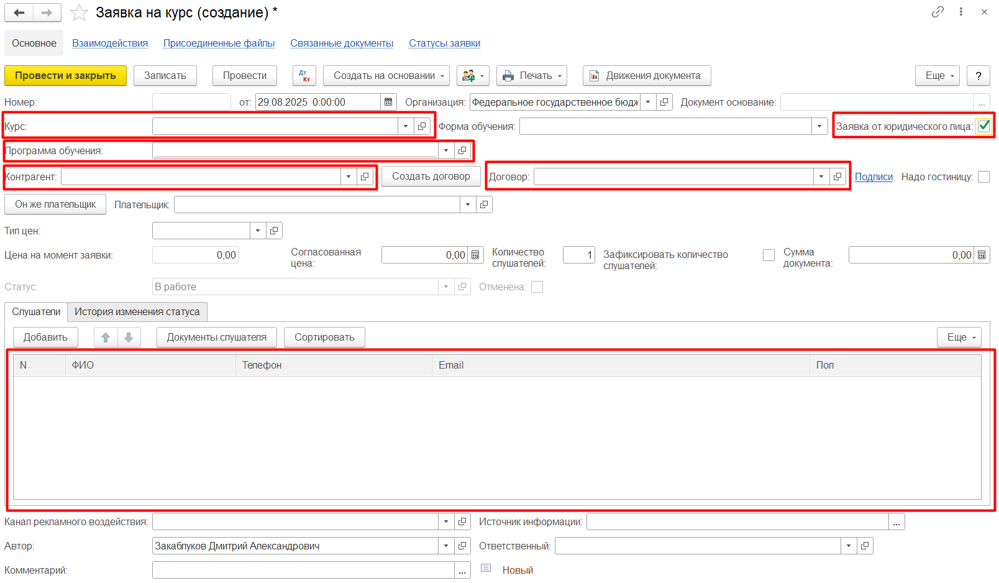 Заявка на курс (создание) *
Основное Взаимодействия Присоединенные файлы Связанные документы Статусы заявки
Провести и закрыть Записать Провести Дт Кт Создать на основании Печать Движения документа Еще ?
Номер: от: 29.08.2025 0:00:00 Организация: Федеральное государственное бюдж Документ основание: ...
Курс: Форма обучения: Заявка от юридического лица:
Программа обучения:
Контрагент: Создать договор Договор: Подписи Надо гостиницу:
Он же плательщик Плательщик:
Тип цен:
Цена на момент заявки: 0,00 Согласованная цена: 0,00 Количество слушателей: 1 Зафиксировать количество слушателей: Сумма документа: 0,00
Статус: В работе Отменена:
Слушатели История изменения статуса
Добавить Документы слушателя Сортировать Еще
N ФИО Телефон Email Пол
Канал рекламного воздействия: Источник информации: ...
Автор: Закаблуков Дмитрий Александрович Ответственный:
Комментарий: ... Новый